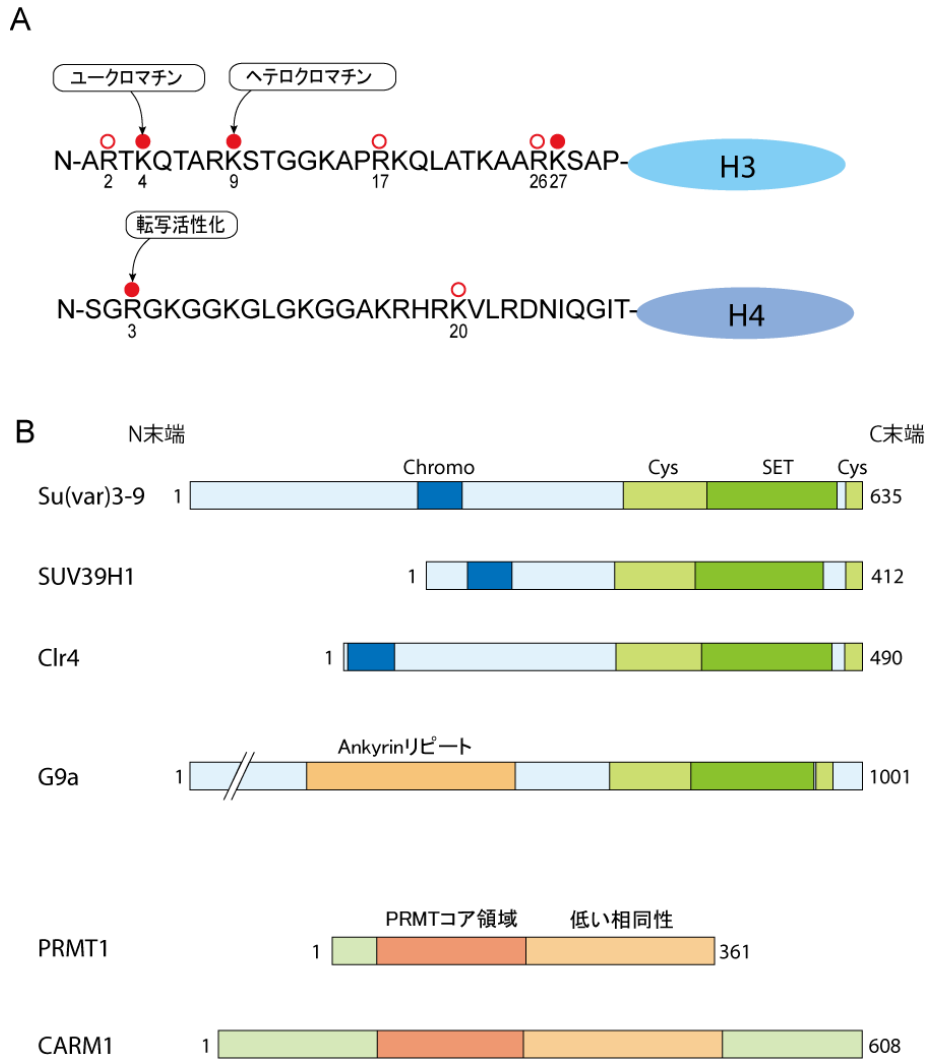 A
ユークロマチン ヘテロクロマチン
N-ARTKQTARKSTGGKAPRKQLATKAARKSAP- H3
2 4 9 17 26 27
転写活性化
N-SGRGKGGKGLGKGGAKRHRKVLRDNIQGIT- H4
3 20
B N末端 C末端
Chromo Cys SET Cys
Su(var)3-9 1 635
SUV39H1 1 412
Clr4 1 490
Ankyrinリピート
G9a 1 1001
PRMTコア領域 低い相同性
PRMT1 1 361
CARM1 1 608